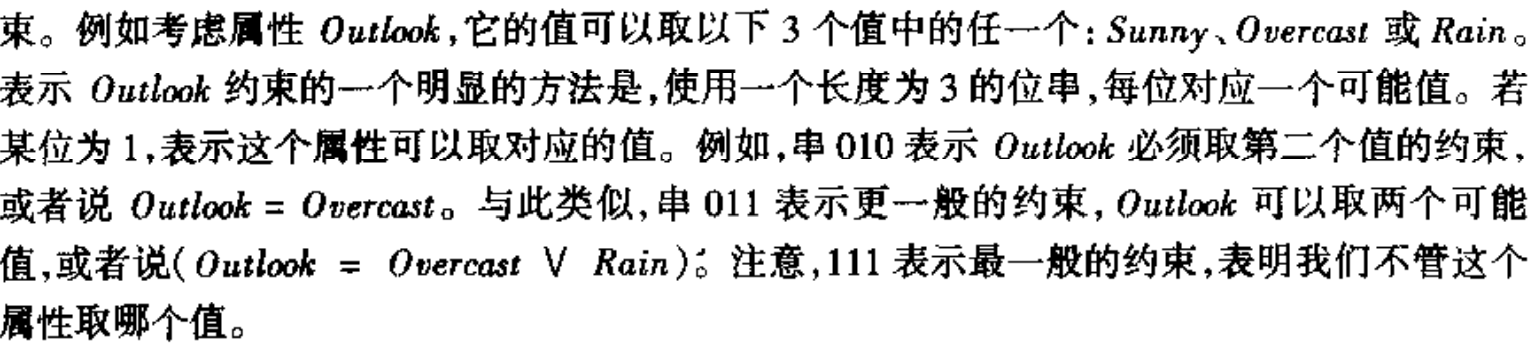 束。例如考虑属性 Outlook,它的值可以取以下 3 个值中的任一个:Sunny、Overcast 或 Rain。
表示 Outlook 约束的一个明显的方法是,使用一个长度为 3 的位串,每位对应一个可能值。若
某位为 1,表示这个属性可以取对应的值。例如,串 010 表示 Outlook 必须取第二个值的约束,
或者说 Outlook = Overcast。与此类似,串 011 表示更一般的约束,Outlook 可以取两个可能
值,或者说(Outlook = Overcast ∨ Rain)。注意,111 表示最一般的约束,表明我们不管这个
属性取哪个值。